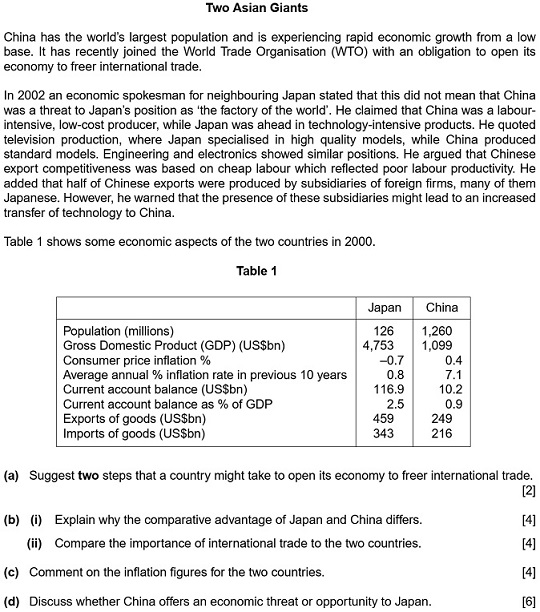 Two Asian Giants
China has the world's largest population and is experiencing rapid economic growth from a low
base. It has recently joined the World Trade Organisation (WTO) with an obligation to open its
economy to freer international trade.
In 2002 an economic spokesman for neighbouring Japan stated that this did not mean that China
was a threat to Japan's position as 'the factory of the world'. He claimed that China was a labour-
intensive, low-cost producer, while Japan was ahead in technology-intensive products. He quoted
television production, where Japan specialised in high quality models, while China produced
standard models. Engineering and electronics showed similar positions. He argued that Chinese
export competitiveness was based on cheap labour which reflected poor labour productivity. He
added that half of Chinese exports were produced by subsidiaries of foreign firms, many of them
Japanese. However, he warned that the presence of these subsidiaries might lead to an increased
transfer of technology to China.
Table 1 shows some economic aspects of the two countries in 2000.
Table 1
Japan China
Population (millions) 126 1,260
Gross Domestic Product (GDP) (US$bn) 4,753 1,099
Consumer price inflation % –0.7 0.4
Average annual % inflation rate in previous 10 years 0.8 7.1
Current account balance (US$bn) 116.9 10.2
Current account balance as % of GDP 2.5 0.9
Exports of goods (US$bn) 459 249
Imports of goods (US$bn) 343 216
(a) Suggest two steps that a country might take to open its economy to freer international trade.
[2]
(b) (i) Explain why the comparative advantage of Japan and China differs. [4]
(ii) Compare the importance of international trade to the two countries. [4]
(c) Comment on the inflation figures for the two countries. [4]
(d) Discuss whether China offers an economic threat or opportunity to Japan. [6]